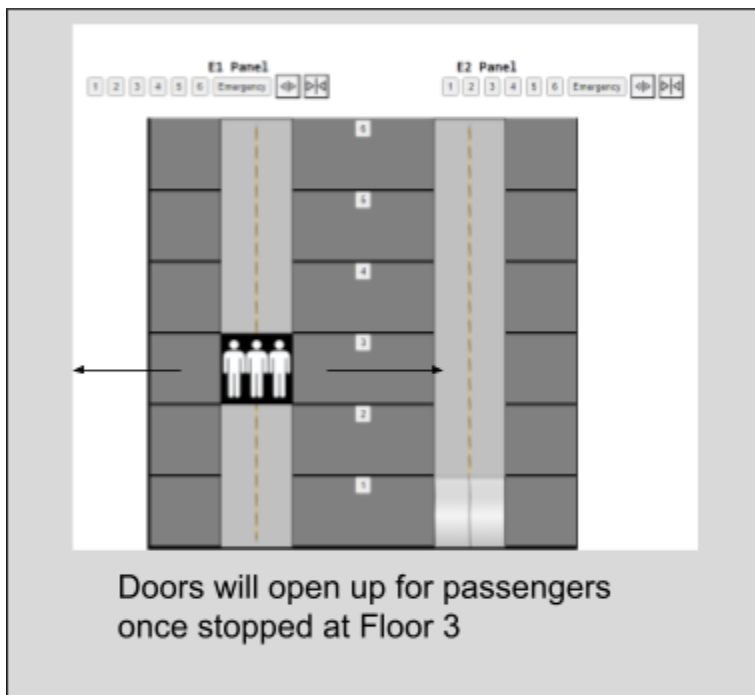 E1 Panel
E2 Panel
1 2 3 4 5 6 Emergency
1 2 3 4 5 6 Emergency
6
5
4
3
2
1
Doors will open up for passengers
once stopped at Floor 3